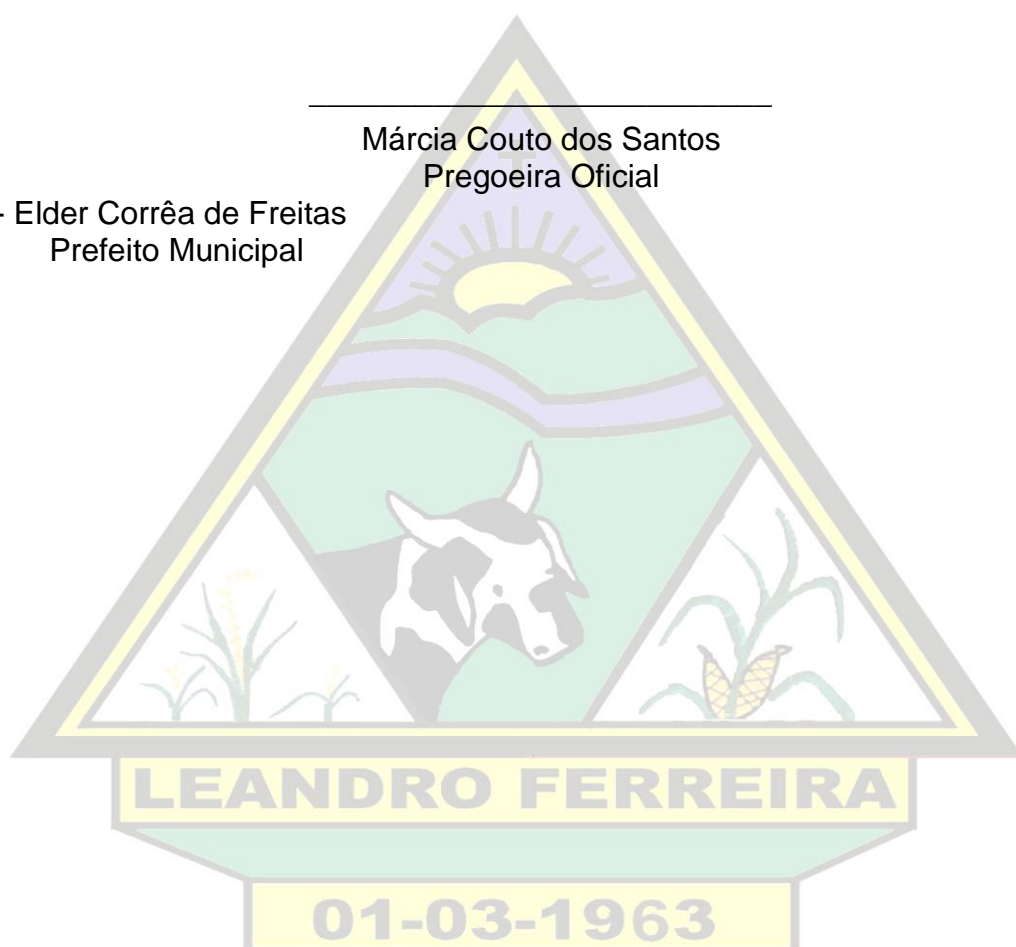 Márcia Couto dos Santos
Pregoeira Oficial
- Elder Corrêa de Freitas
Prefeito Municipal
LEANDRO FERREIRA
01-03-1963